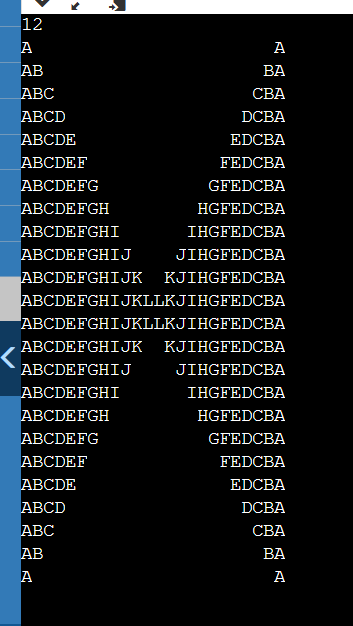 12
A                      A
AB                    BA
ABC                  CBA
ABCD                DCBA
ABCDE              EDCBA
ABCDEF            FEDCBA
ABCDEFG          GFEDCBA
ABCDEFGH        HGFEDCBA
ABCDEFGHI      IHGFEDCBA
ABCDEFGHIJ    JIHGFEDCBA
ABCDEFGHIJK  KJIHGFEDCBA
ABCDEFGHIJKLLKJIHGFEDCBA
ABCDEFGHIJKLLKJIHGFEDCBA
ABCDEFGHIJK  KJIHGFEDCBA
ABCDEFGHIJ    JIHGFEDCBA
ABCDEFGHI      IHGFEDCBA
ABCDEFGH        HGFEDCBA
ABCDEFG          GFEDCBA
ABCDEF            FEDCBA
ABCDE              EDCBA
ABCD                DCBA
ABC                  CBA
AB                    BA
A                      A